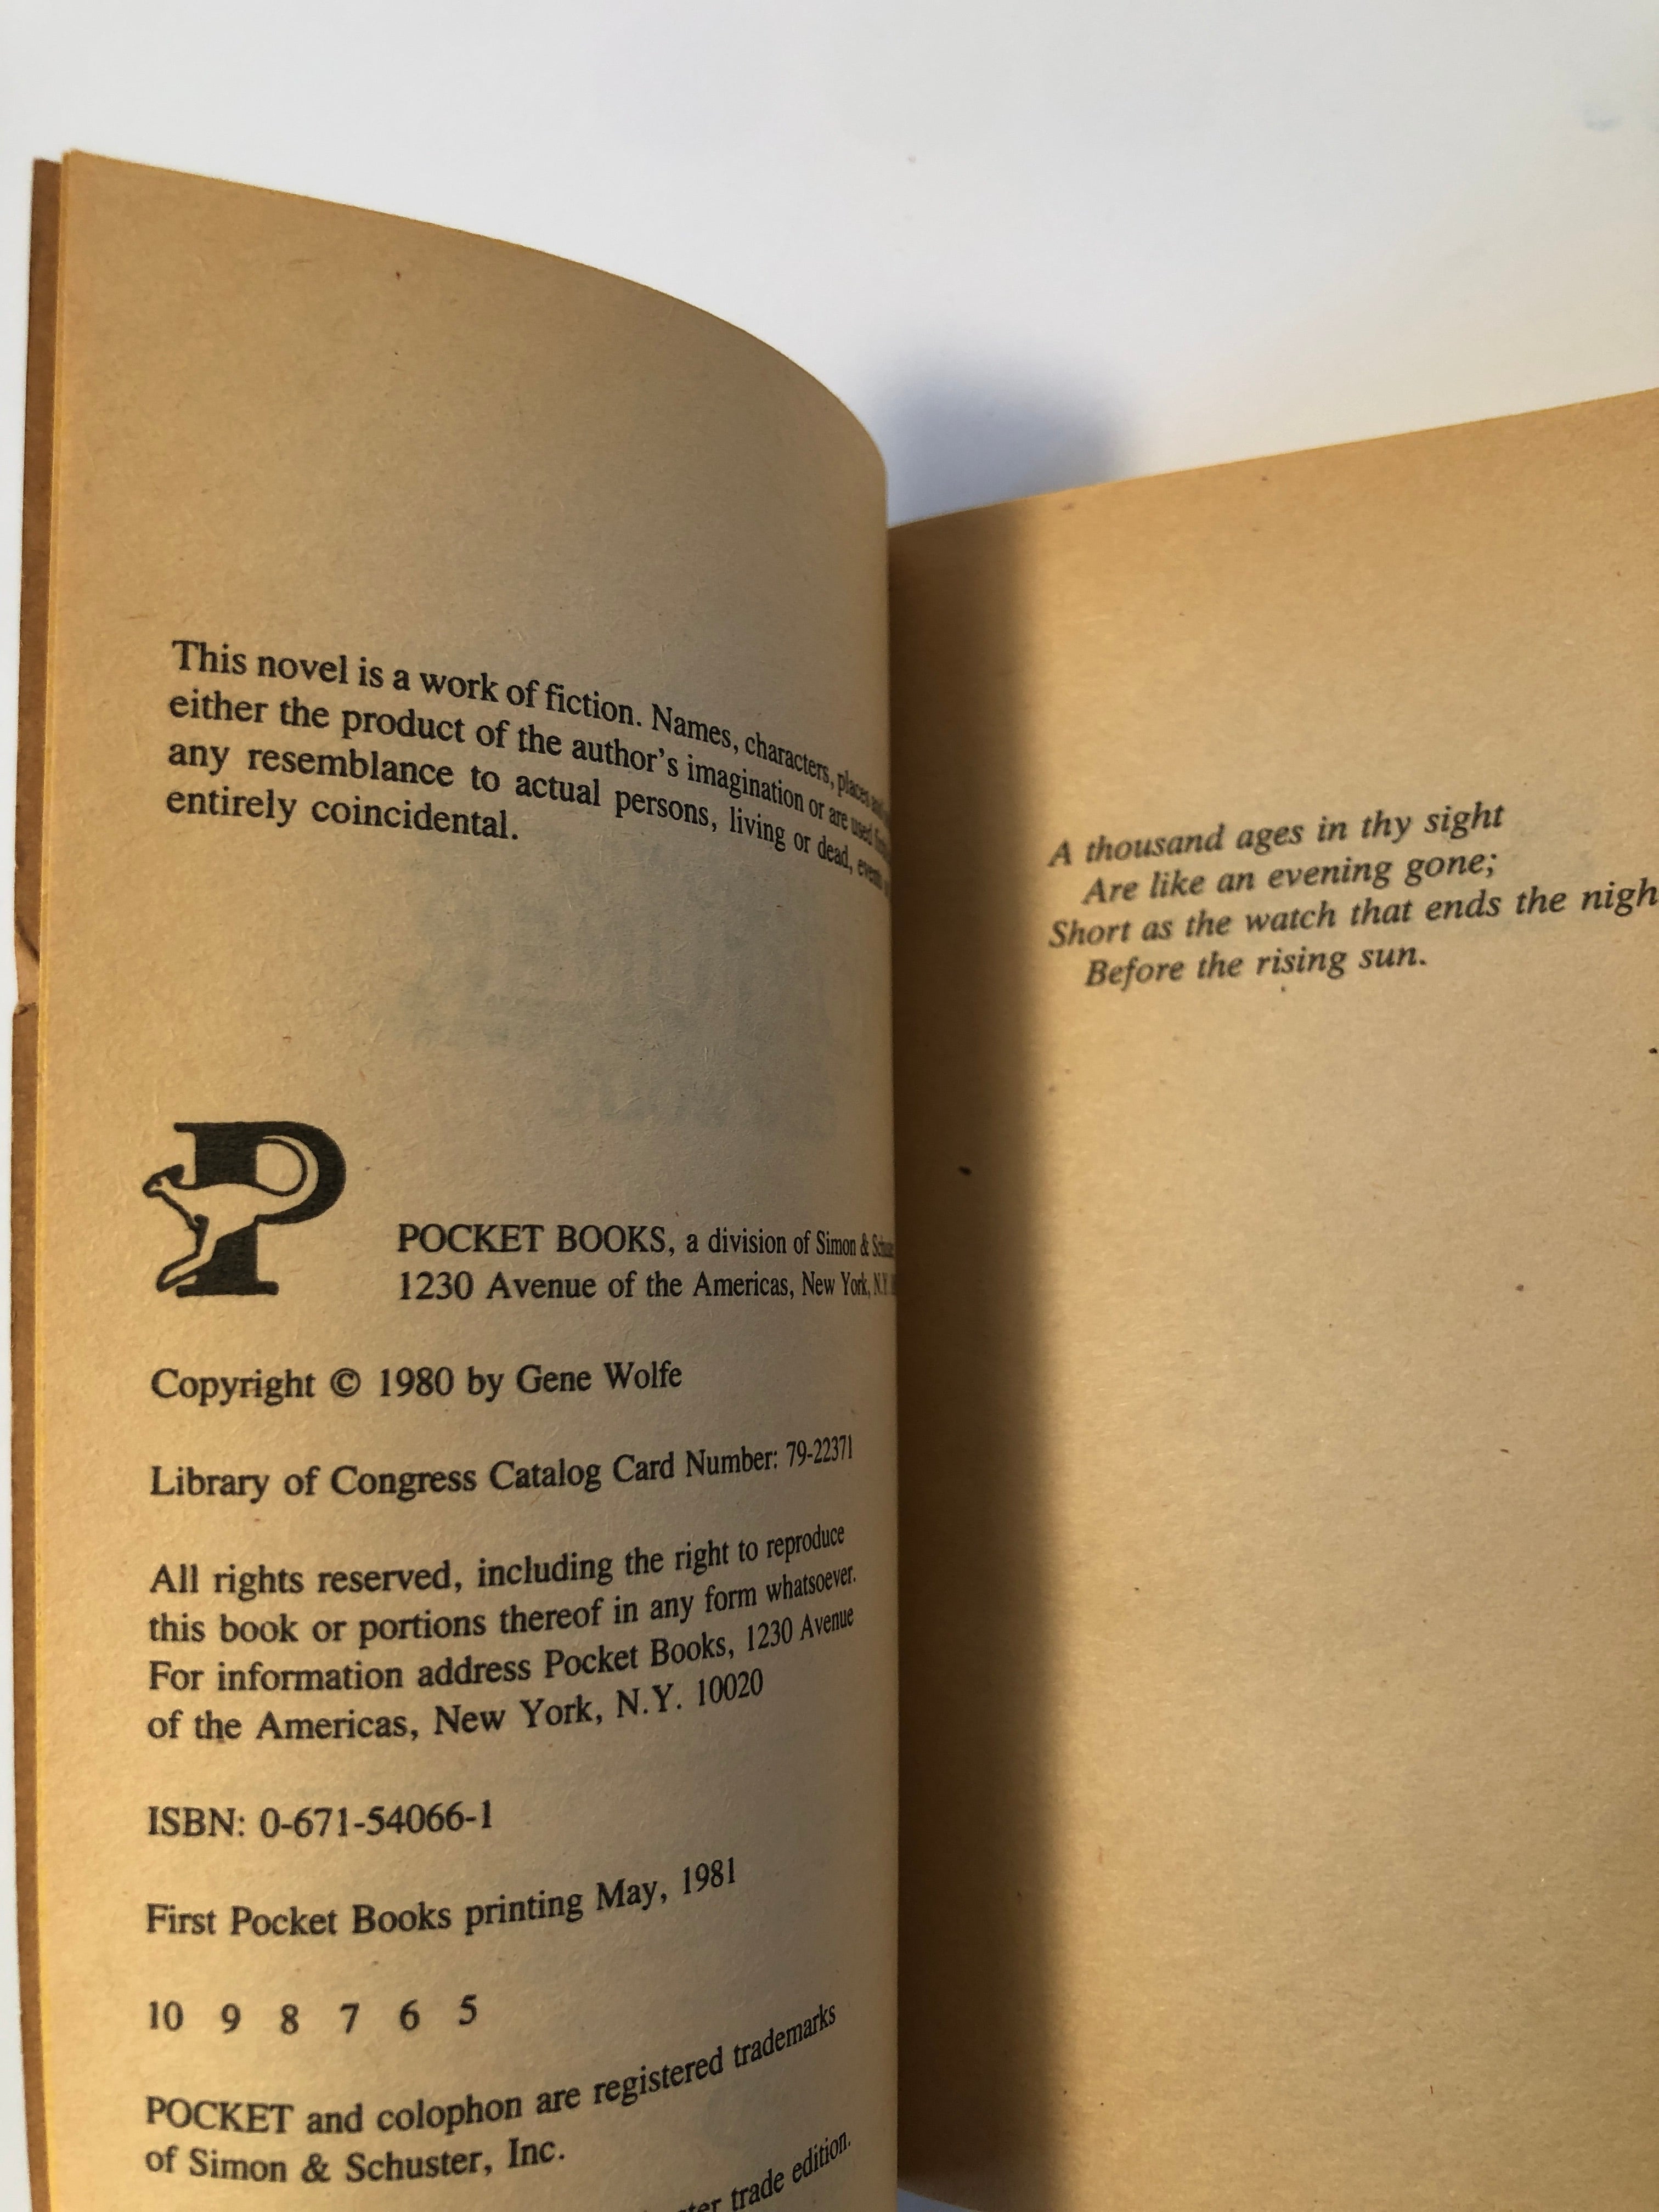 This novel is a work of fiction. Names, characters, places and
either the product of the author's imagination or are used
any resemblance to actual persons, living or dead, events
entirely coincidental.
P
POCKET BOOKS, a division of Simon &
1230 Avenue of the Americas, New York, N.Y.
Copyright © 1980 by Gene Wolfe
Library of Congress Catalog Card Number: 79-22371
All rights reserved, including the right to reproduce
this book or portions thereof in any form whatsoever.
For information address Pocket Books, 1230 Avenue
of the Americas, New York, N.Y. 10020
ISBN: 0-671-54066-1
First Pocket Books printing May, 1981
10 9 8 7 6 5
POCKET and colophon are registered trademarks
of Simon & Schuster, Inc.
trade edition.
A thousand ages in thy sight
Are like an evening gone;
Short as the watch that ends the nigh
Before the rising sun.